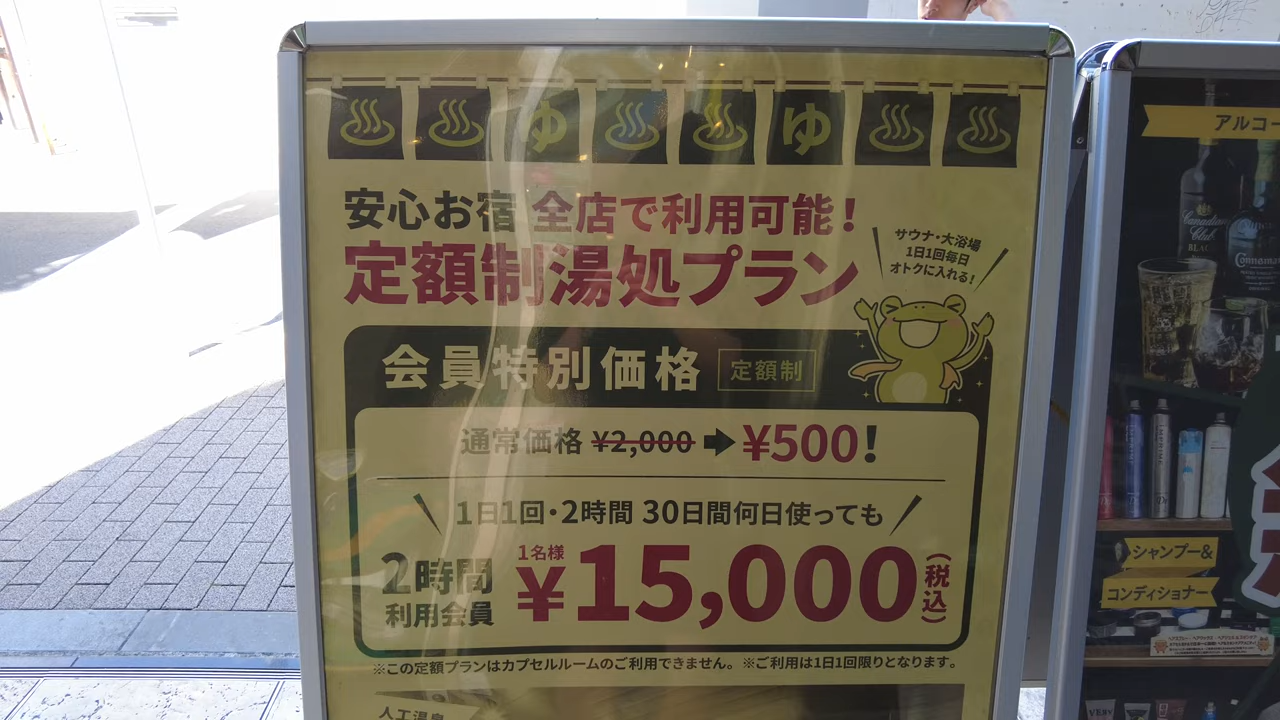 ゆ
ゆ
安心お宿 全店で利用可能！
定額制湯処プラン
サウナ・大浴場
1日1回毎日
オトクに入れる！
会員特別価格 定額制
通常価格 ¥2,000 ➡ ¥500！
1日1回・2時間 30日間何日使っても
2時間
利用会員
1名様
¥15,000
(税込)
※この定額プランはカプセルルームのご利用できません。※ご利用は1日1回限りとなります。
人工温泉
アルコー
Canadian
Club
Connemara
シャンプー&
コンディショナー